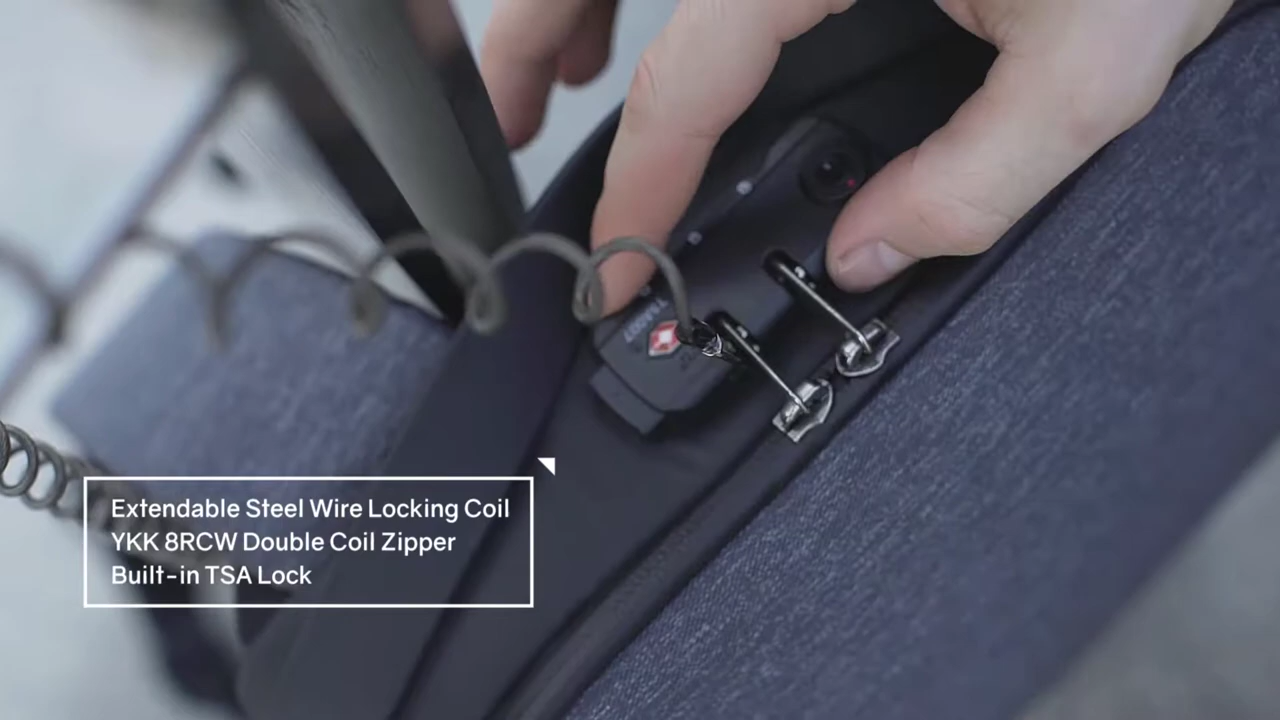 Extendable Steel Wire Locking Coil
YKK 8RCW Double Coil Zipper
Built-in TSA Lock